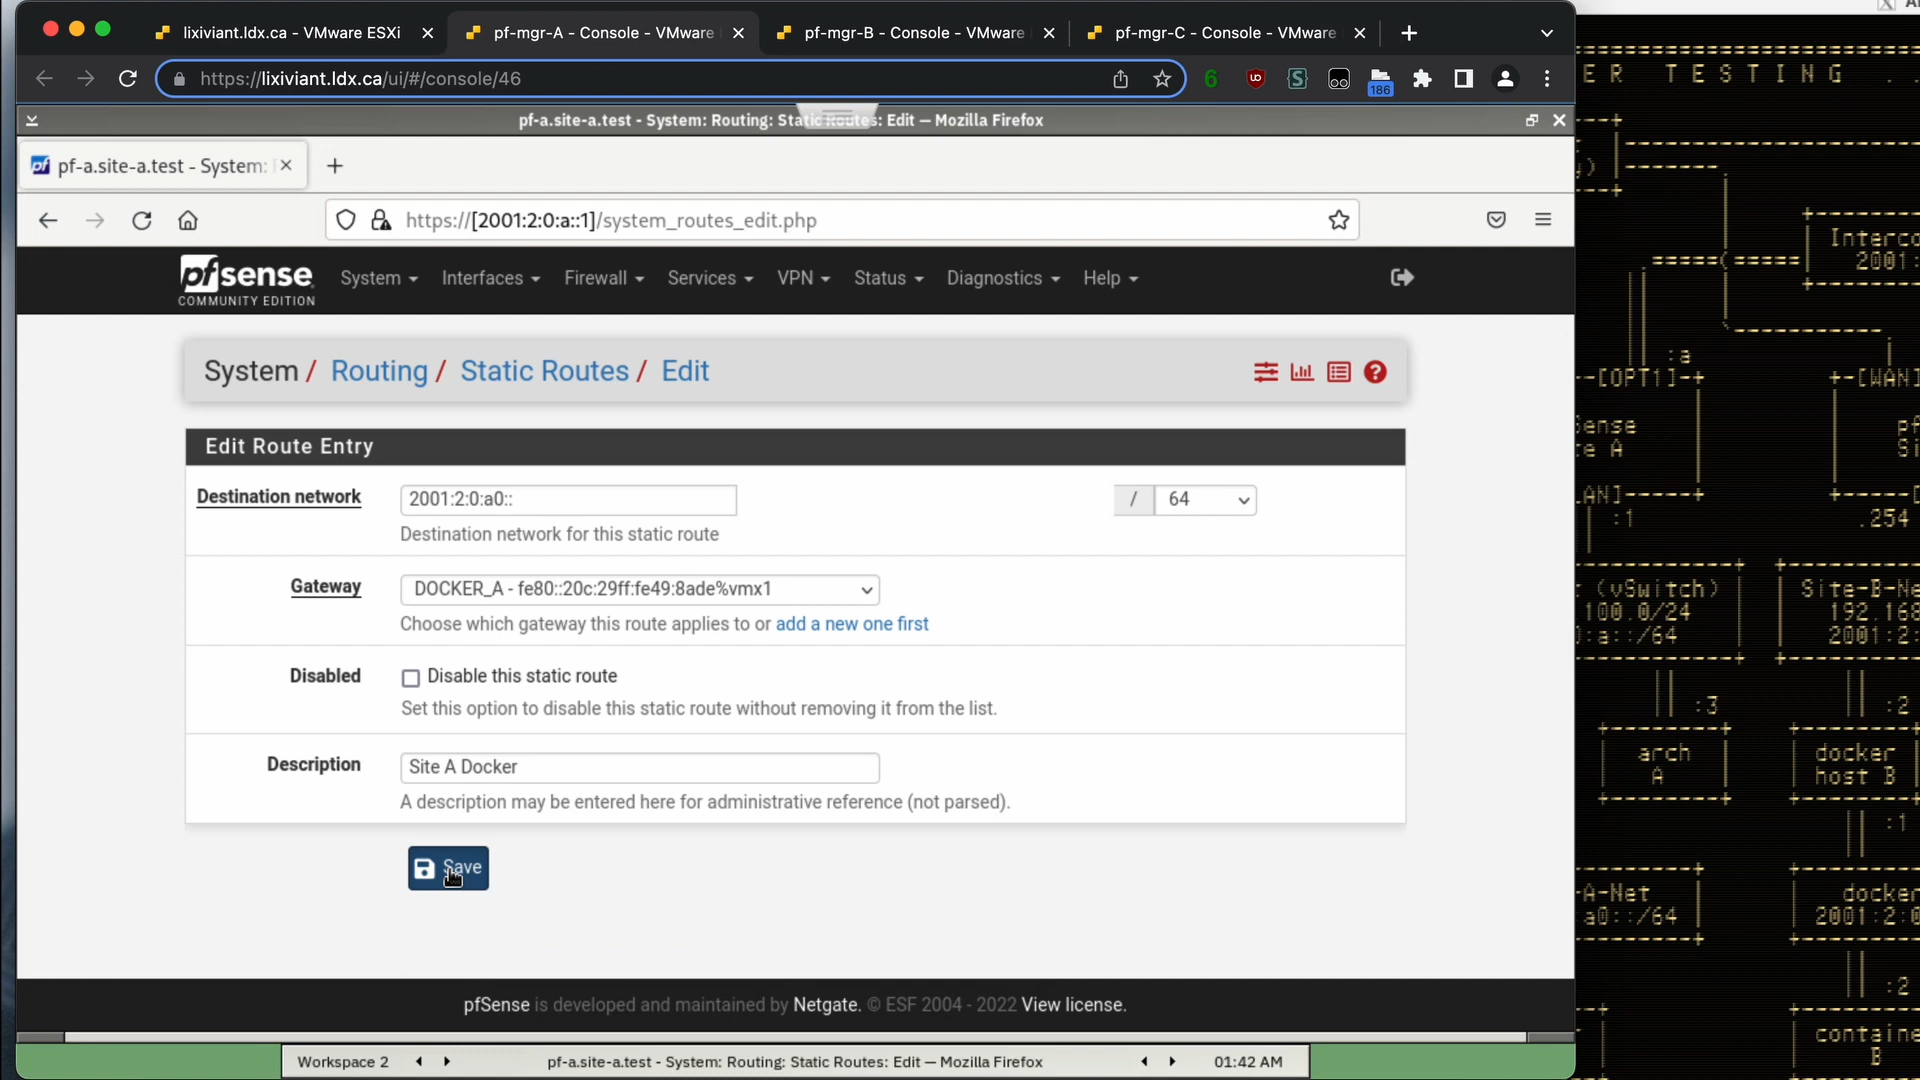 lixiviant.ldx.ca - VMware ESXi
pf-mgr-A - Console - VMware
pf-mgr-B - Console - VMware
pf-mgr-C - Console - VMware
https://lixiviant.ldx.ca/ui/#/console/46
6
186
pf-a.site-a.test - System: Routing: Static Routes: Edit — Mozilla Firefox
pf-a.site-a.test - System:
https://[2001:2:0:a::1]/system_routes_edit.php
pfsense
COMMUNITY EDITION
System
Interfaces
Firewall
Services
VPN
Status
Diagnostics
Help
System / Routing / Static Routes / Edit
Edit Route Entry
Destination network
2001:2:0:a0::
/ 64
Destination network for this static route
Gateway
DOCKER_A - fe80::20c:29ff:fe49:8ade%vmx1
Choose which gateway this route applies to or add a new one first
Disabled
Disable this static route
Set this option to disable this static route without removing it from the list.
Description
Site A Docker
A description may be entered here for administrative reference (not parsed).
Save
pfSense is developed and maintained by Netgate. © ESF 2004 - 2022 View license.
Workspace 2
pf-a.site-a.test - System: Routing: Static Routes: Edit — Mozilla Firefox
01:42 AM
ER TESTING ..
Interco
2001:
:a
[OPT1]
[WAN]
ense
pf
e A
Si
AN]
:1
.254
(vSwitch)
Site-B-Ne
100.0/24
192.168
:a::/64
2001:2:
:3
:2
arch
docker
A
host B
:1
-A-Net
docker
a0::/64
2001:2:0
:2
containe
B